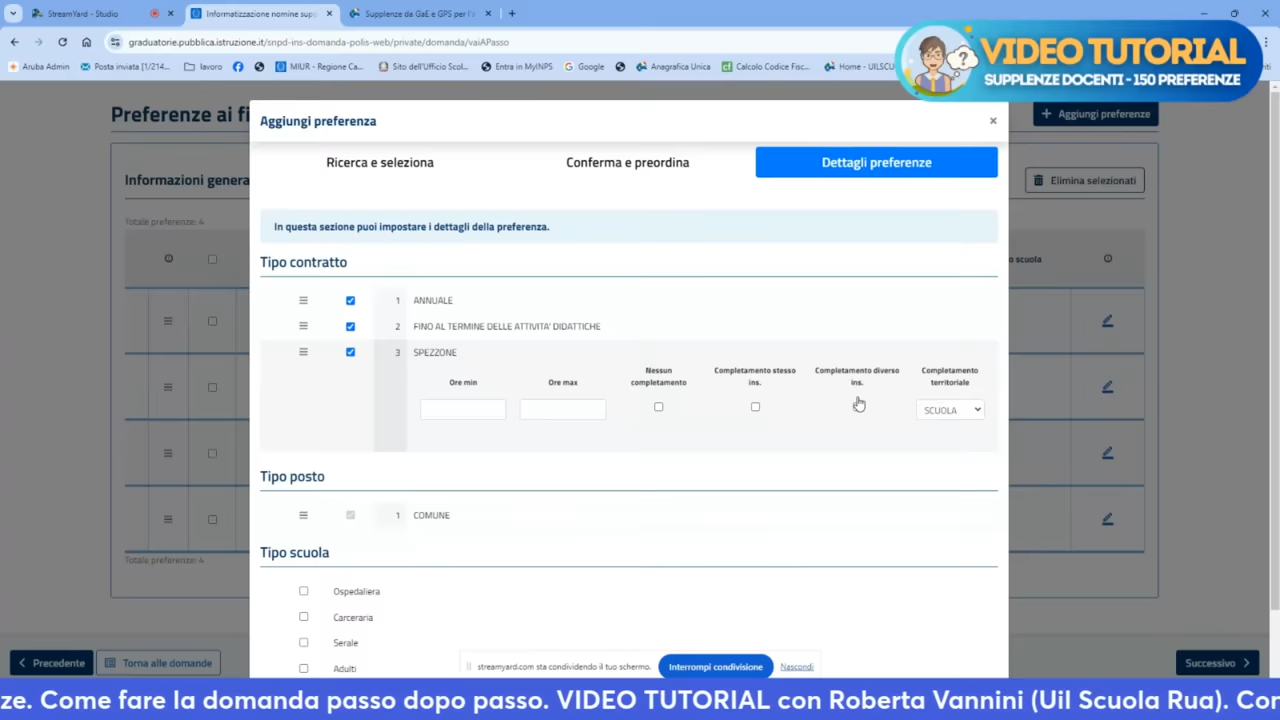 StreamYard - Studio
Informatizzazione nomine supp
Supplenze da GaE e GPS per l'
graduatorie.pubblica.istruzione.it/snpd-ins-domanda-polis-web/private/domanda/vaiAPasso
Aruba Admin
Posta inviata [1/214...
lavoro
MIUR - Regione Ca...
Sito dell'Ufficio Scol...
Entra in MyINPS
Google
Anagrafica Unica
Calcolo Codice Fisc...
Home - UILSCU
VIDEO TUTORIAL
SUPPLENZE DOCENTI - 150 PREFERENZE
Preferenze ai fi
Aggiungi preferenze
Aggiungi preferenza
×
Ricerca e seleziona
Conferma e preordina
Dettagli preferenze
Informazioni genera
Elimina selezionati
Totale preferenze: 4
In questa sezione puoi impostare i dettagli della preferenza.
o scuola
Tipo contratto
1 ANNUALE
2 FINO AL TERMINE DELLE ATTIVITA' DIDATTICHE
3 SPEZZONE
Ore min
Ore max
Nessun completamento
Completamento stesso ins.
Completamento diverso ins.
Completamento territoriale
SCUOLA
Tipo posto
1 COMUNE
Tipo scuola
Totale preferenze: 4
Ospedaliera
Carceraria
Serale
Adulti
Precedente
Torna alle domande
streamyard.com sta condividendo il tuo schermo.
Interrompi condivisione
Nascondi
Successivo
ze. Come fare la domanda passo dopo passo. VIDEO TUTORIAL con Roberta Vannini (Uil Scuola Rua). Cor